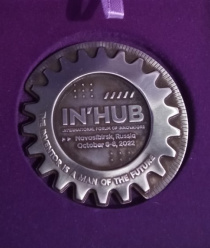 IN'HUB
INTERNATIONAL FORUM OF INNOVATIONS
Novosibirsk, Russia
October 6-8, 2022
THE INVENTOR IS A MAN OF THE FUTURE